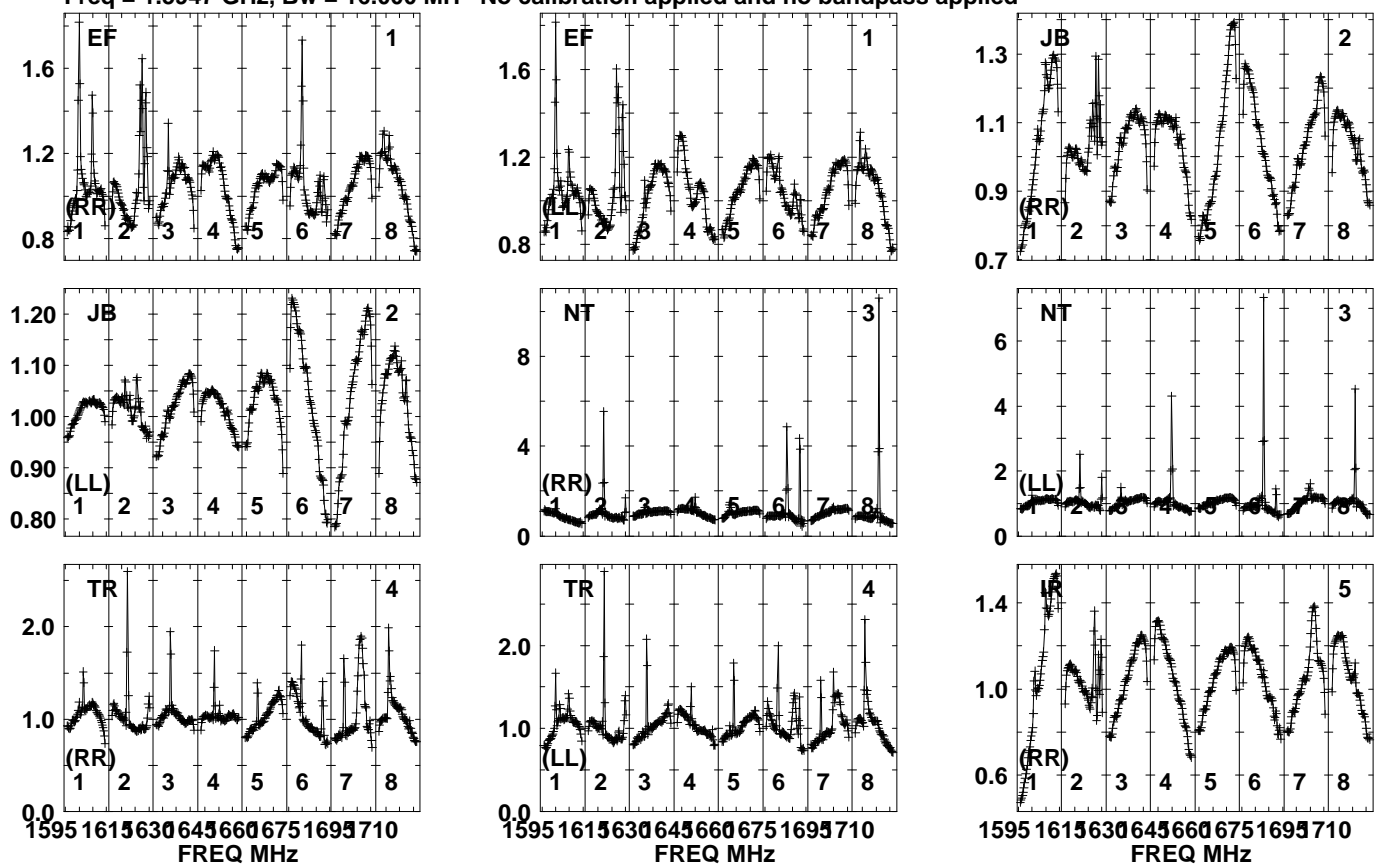 Freq = 1.5947 GHz, Bw = 16.000 MH No calibration applied and no bandpass applied
EF 1
1.6
1.2
0.8
(RR)
1 2 3 4 5 6 7 8
EF 1
1.6
1.2
0.8
(LL)
1 2 3 4 5 6 7 8
JB 2
1.3
1.1
0.9
0.7
(RR)
1 2 3 4 5 6 7 8
JB 2
1.20
1.10
1.00
0.90
0.80
(LL)
1 2 3 4 5 6 7 8
NT 3
10
8
6
4
2
0
(RR)
1 2 3 4 5 6 7 8
NT 3
6
4
2
0
(LL)
1 2 3 4 5 6 7 8
TR 4
2.0
1.0
0.0
(RR)
1 2 3 4 5 6 7 8
1595 1615 1630 1645 1660 1675 1695 1710
FREQ MHz
TR 4
2.0
1.0
0.0
(LL)
1 2 3 4 5 6 7 8
1595 1615 1630 1645 1660 1675 1695 1710
FREQ MHz
IR 5
1.4
1.0
0.6
(RR)
1 2 3 4 5 6 7 8
1595 1615 1630 1645 1660 1675 1695 1710
FREQ MHz